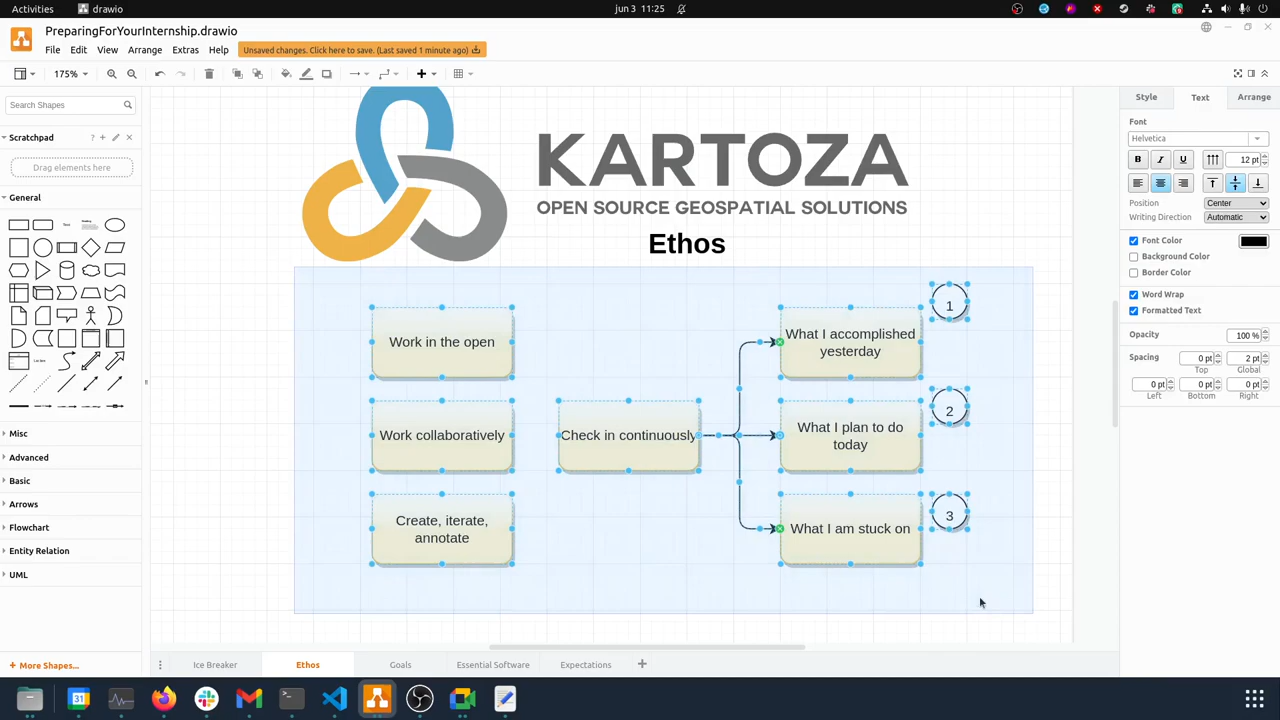 Activities
drawio
jun 3 11:25
PreparingForYourInternship.drawio
File Edit View Arrange Extras Help
Unsaved changes. Click here to save. (Last saved 1 minute ago)
175%
Search Shapes
Scratchpad
?
Drag elements here
General
Text
Heading
List Item
Misc
Advanced
Basic
Arrows
Flowchart
Entity Relation
UML
+ More Shapes...
KARTOZA
OPEN SOURCE GEOSPATIAL SOLUTIONS
Ethos
Work in the open
Work collaboratively
Create, iterate,
annotate
Check in continuously
What I accomplished
yesterday
1
What I plan to do
today
2
What I am stuck on
3
Ice Breaker
Ethos
Goals
Essential Software
Expectations
Style
Text
Arrange
Font
Helvetica
B I U
12 pt
Position
Center
Writing Direction
Automatic
Font Color
Background Color
Border Color
Word Wrap
Formatted Text
Opacity
100 %
Spacing
0 pt
2 pt
Top
Global
0 pt
0 pt
0 pt
Left
Bottom
Right
31